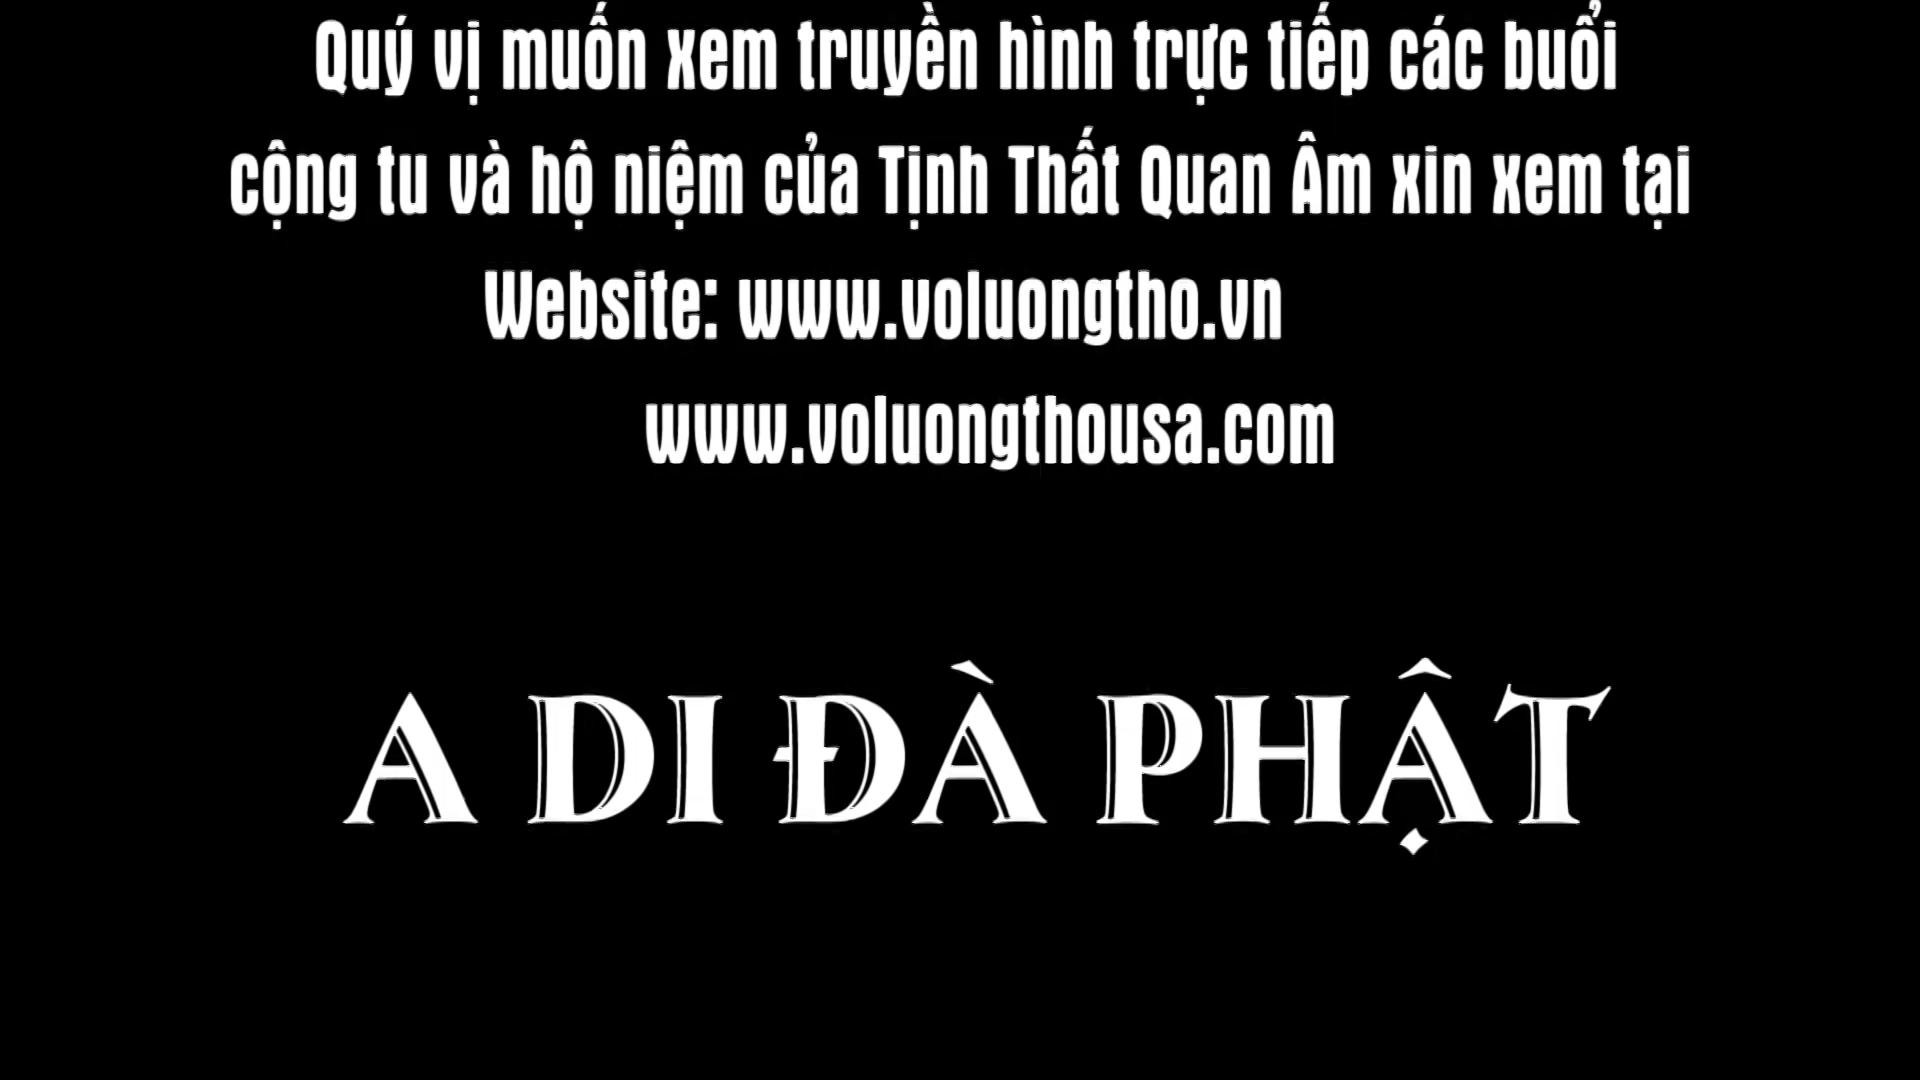 Quý vị muốn xem truyền hình trực tiếp các buổi
cộng tu và hộ niệm của Tịnh Thất Quan Âm xin xem tại
Website: www.voluongtho.vn
www.voluongthousa.com
A DI ĐÀ PHẬT